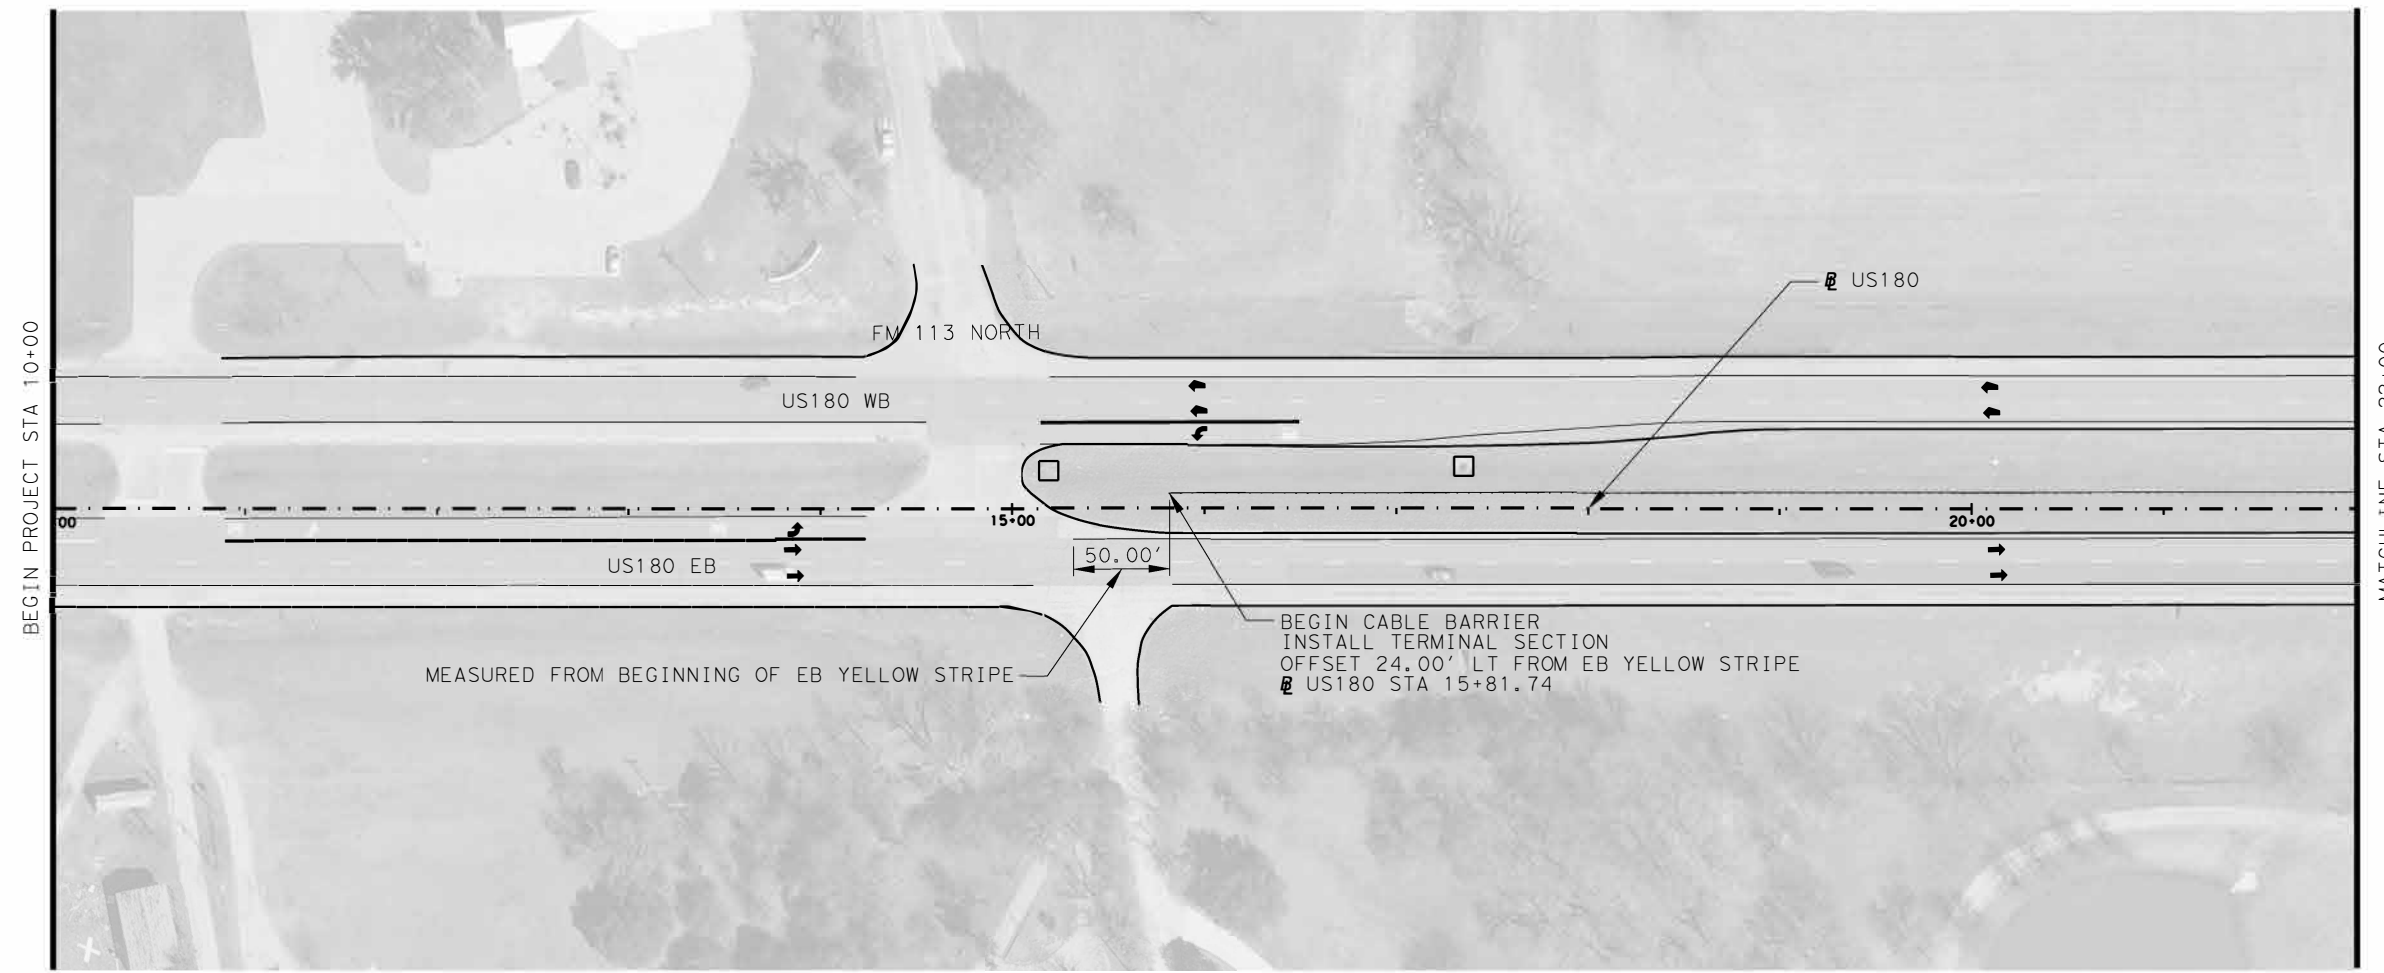 BEGIN PROJECT STA 10+00
FM 113 NORTH
US180 WB
US180 EB
℄ US180
00
15+00
20+00
50.00'
MEASURED FROM BEGINNING OF EB YELLOW STRIPE
BEGIN CABLE BARRIER
INSTALL TERMINAL SECTION
OFFSET 24.00' LT FROM EB YELLOW STRIPE
US180 STA 15+81.74